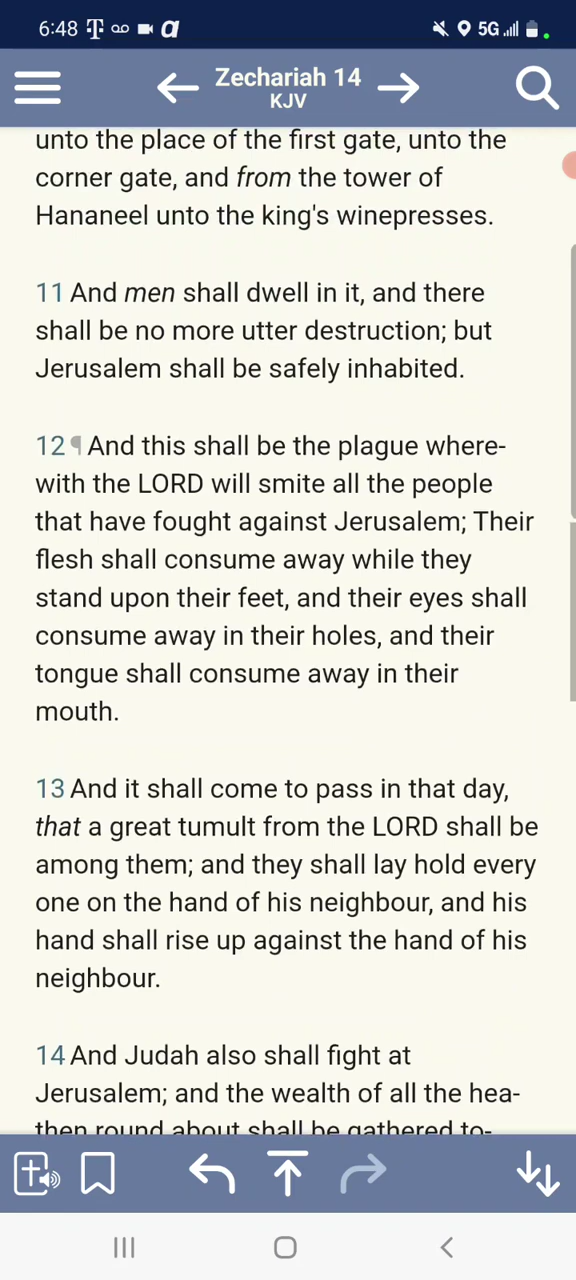 6:48
5G
Zechariah 14
KJV
unto the place of the first gate, unto the
corner gate, and from the tower of
Hananeel unto the king's winepresses.
11 And men shall dwell in it, and there
shall be no more utter destruction; but
Jerusalem shall be safely inhabited.
12 ¶ And this shall be the plague where-
with the LORD will smite all the people
that have fought against Jerusalem; Their
flesh shall consume away while they
stand upon their feet, and their eyes shall
consume away in their holes, and their
tongue shall consume away in their
mouth.
13 And it shall come to pass in that day,
that a great tumult from the LORD shall be
among them; and they shall lay hold every
one on the hand of his neighbour, and his
hand shall rise up against the hand of his
neighbour.
14 And Judah also shall fight at
Jerusalem; and the wealth of all the hea-
then round about shall be gathered to-